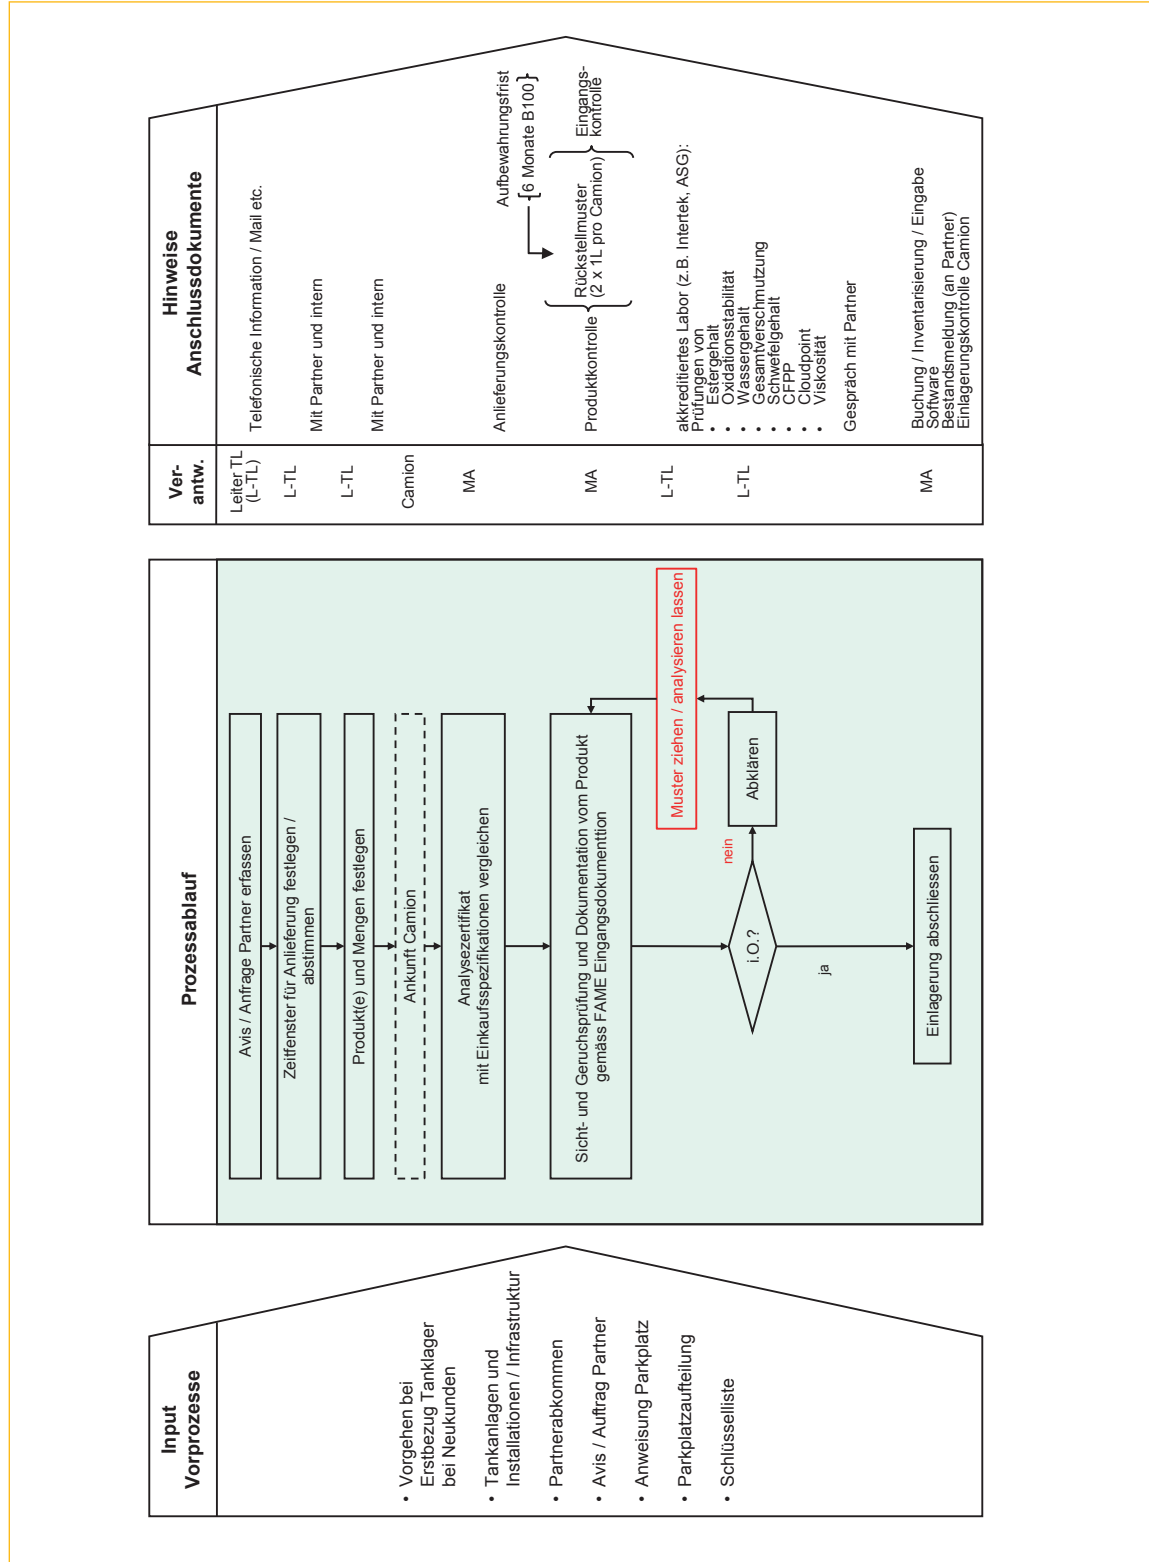 Input
Vorprozesse
• Vorgehen bei
Erstbezug Tanklager
bei Neukunden
• Tankanlagen und
Installationen / Infrastruktur
• Partnerabkommen
• Avis / Auftrag Partner
• Anweisung Parkplatz
• Parkplatzaufteilung
• Schlüsselliste
Prozessablauf
Avis / Anfrage Partner erfassen
Zeitfenster für Anlieferung festlegen /
abstimmen
Produkt(e) und Mengen festlegen
Ankunft Camion
Analysezertifikat
mit Einkaufsspezifikationen vergleichen
Sicht- und Geruchsprüfung und Dokumentation vom Produkt
gemäss FAME Eingangsdokumenttion
Muster ziehen / analysieren lassen
i.O.?
nein
Abklären
ja
Einlagerung abschliessen
Ver-
antw.
Leiter TL
(L-TL)
L-TL
L-TL
Camion
MA
MA
L-TL
L-TL
MA
Hinweise
Anschlussdokumente
Telefonische Information / Mail etc.
Mit Partner und intern
Mit Partner und intern
Anlieferungskontrolle
Aufbewahrungsfrist
{6 Monate B100}
Produktkontrolle
Rückstellmuster
(2 x 1L pro Camion)
Eingangs-
kontrolle
akkreditiertes Labor (z.B. Intertek, ASG):
Prüfungen von
• Estergehalt
• Oxidationsstabilität
• Wassergehalt
• Gesamtverschmutzung
• Schwefelgehalt
• CFPP
• Cloudpoint
• Viskosität
Gespräch mit Partner
Buchung / Inventarisierung / Eingabe
Software
Bestandsmeldung (an Partner)
Einlagerungskontrolle Camion